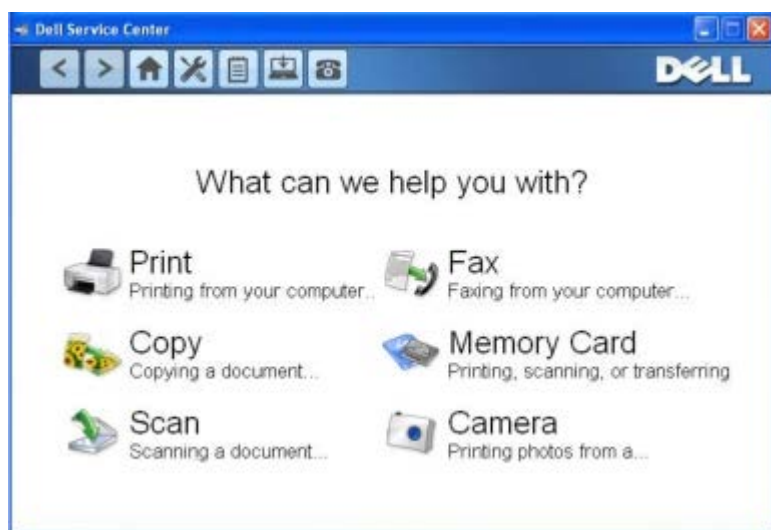 Dell Service Center
DELL
What can we help you with?
Print
Printing from your computer..
Fax
Faxing from your computer...
Copy
Copying a document...
Memory Card
Printing, scanning, or transferring
Scan
Scanning a document...
Camera
Printing photos from a...